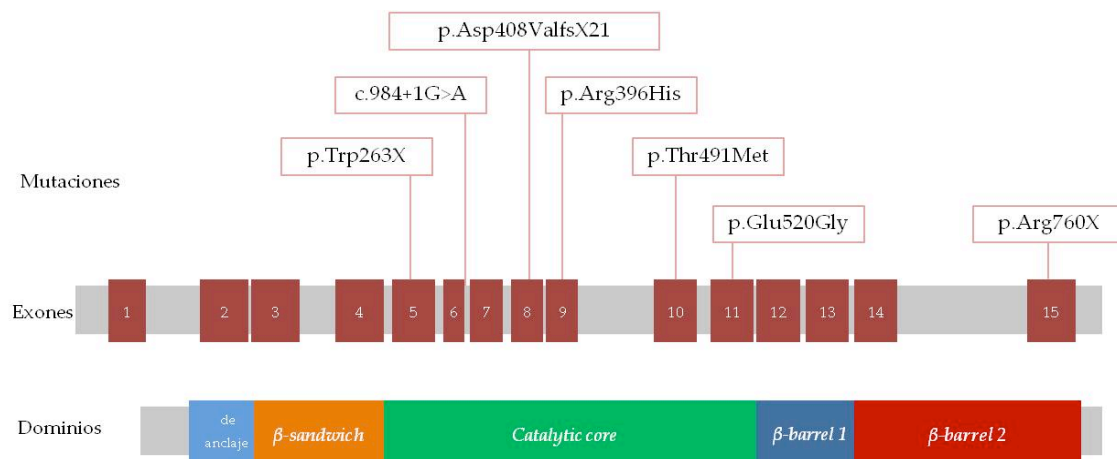 p.Asp408ValfsX21
c.984+1G>A
p.Arg396His
p.Trp263X
p.Thr491Met
Mutaciones
p.Glu520Gly
p.Arg760X
Exones
1
2
3
4
5
6
7
8
9
10
11
12
13
14
15
Dominios
de
anclaje
β-sandwich
Catalytic core
β-barrel 1
β-barrel 2